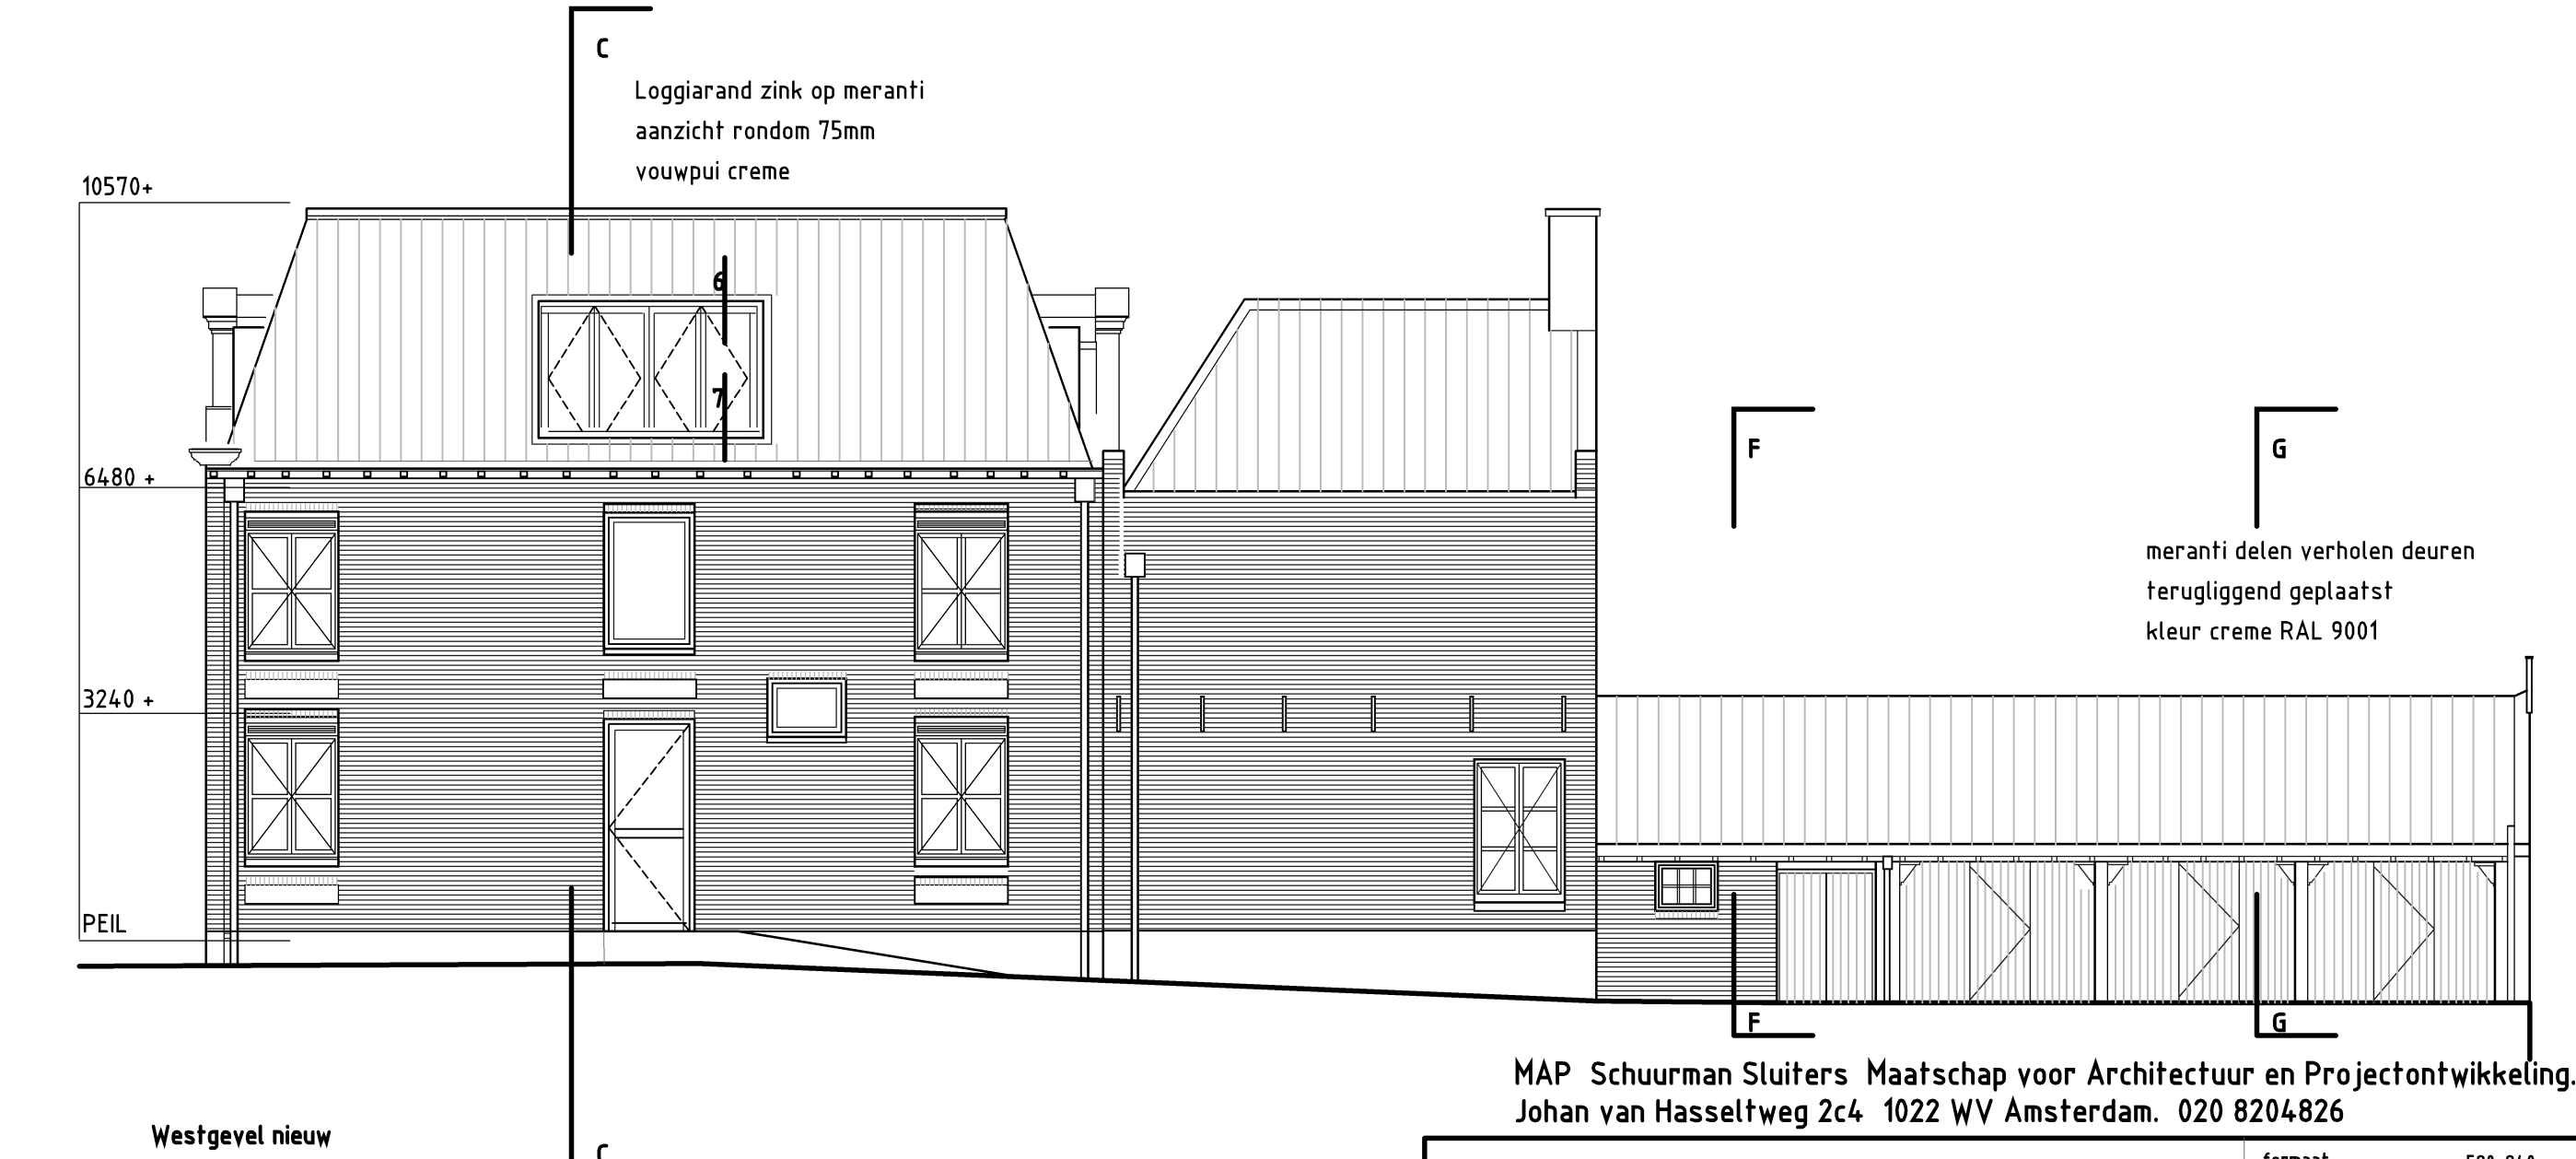 C
Loggiarand zink op meranti
aanzicht rondom 75mm
vouwpui creme
10570+
6
7
6480 +
F
G
meranti delen verholen deuren
terugliggend geplaatst
kleur creme RAL 9001
3240 +
PEIL
F
G
MAP Schuurman Sluiters Maatschap voor Architectuur en Projectontwikkeling.
Johan van Hasseltweg 2c4 1022 WV Amsterdam. 020 8204826
Westgevel nieuw
C